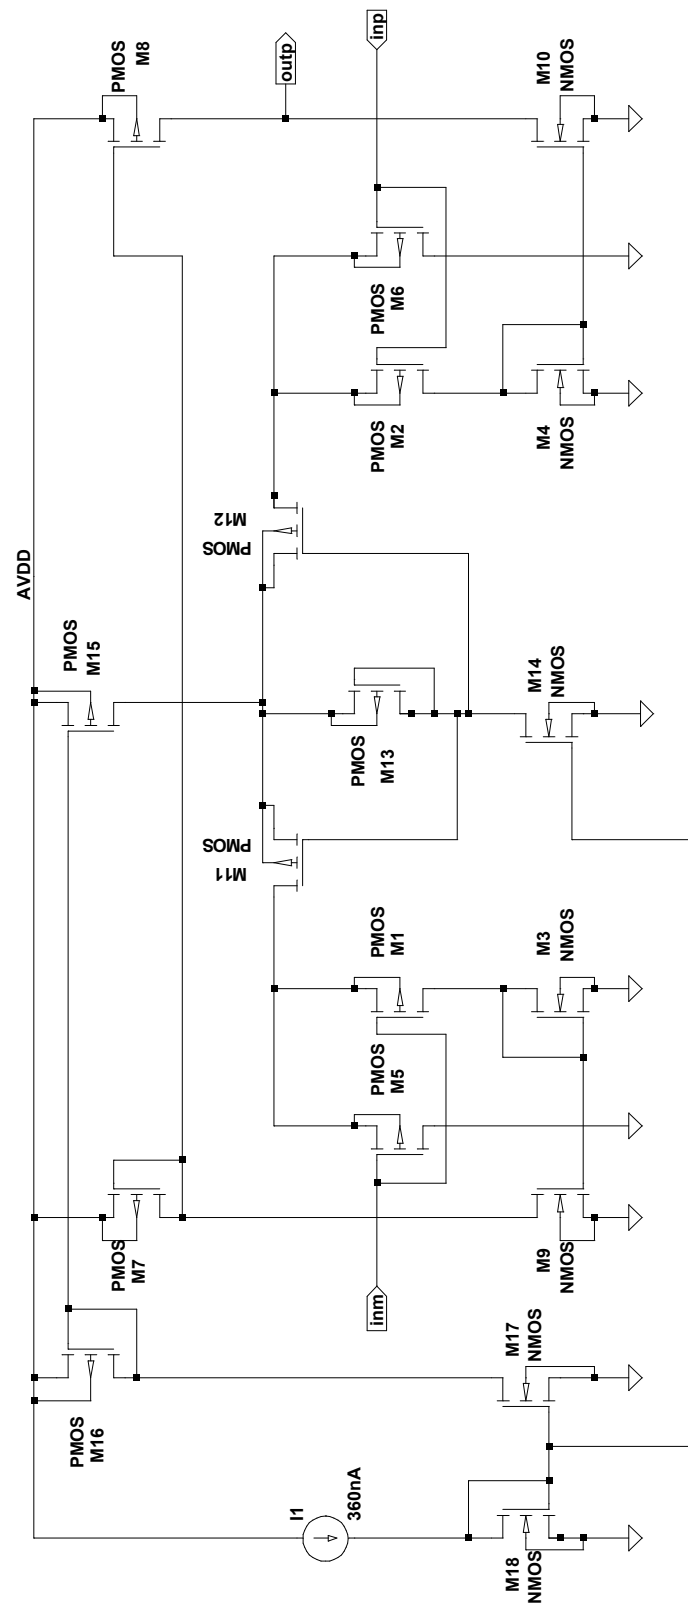 AVDD
PMOS
M8
outp
inp
M10
NMOS
PMOS
M6
PMOS
M2
M4
NMOS
M12
PMOS
PMOS
M15
PMOS
M13
M14
NMOS
PMOS
M11
PMOS
M1
M3
NMOS
PMOS
M5
PMOS
M7
M9
NMOS
inm
PMOS
M16
M17
NMOS
I1
360nA
M18
NMOS